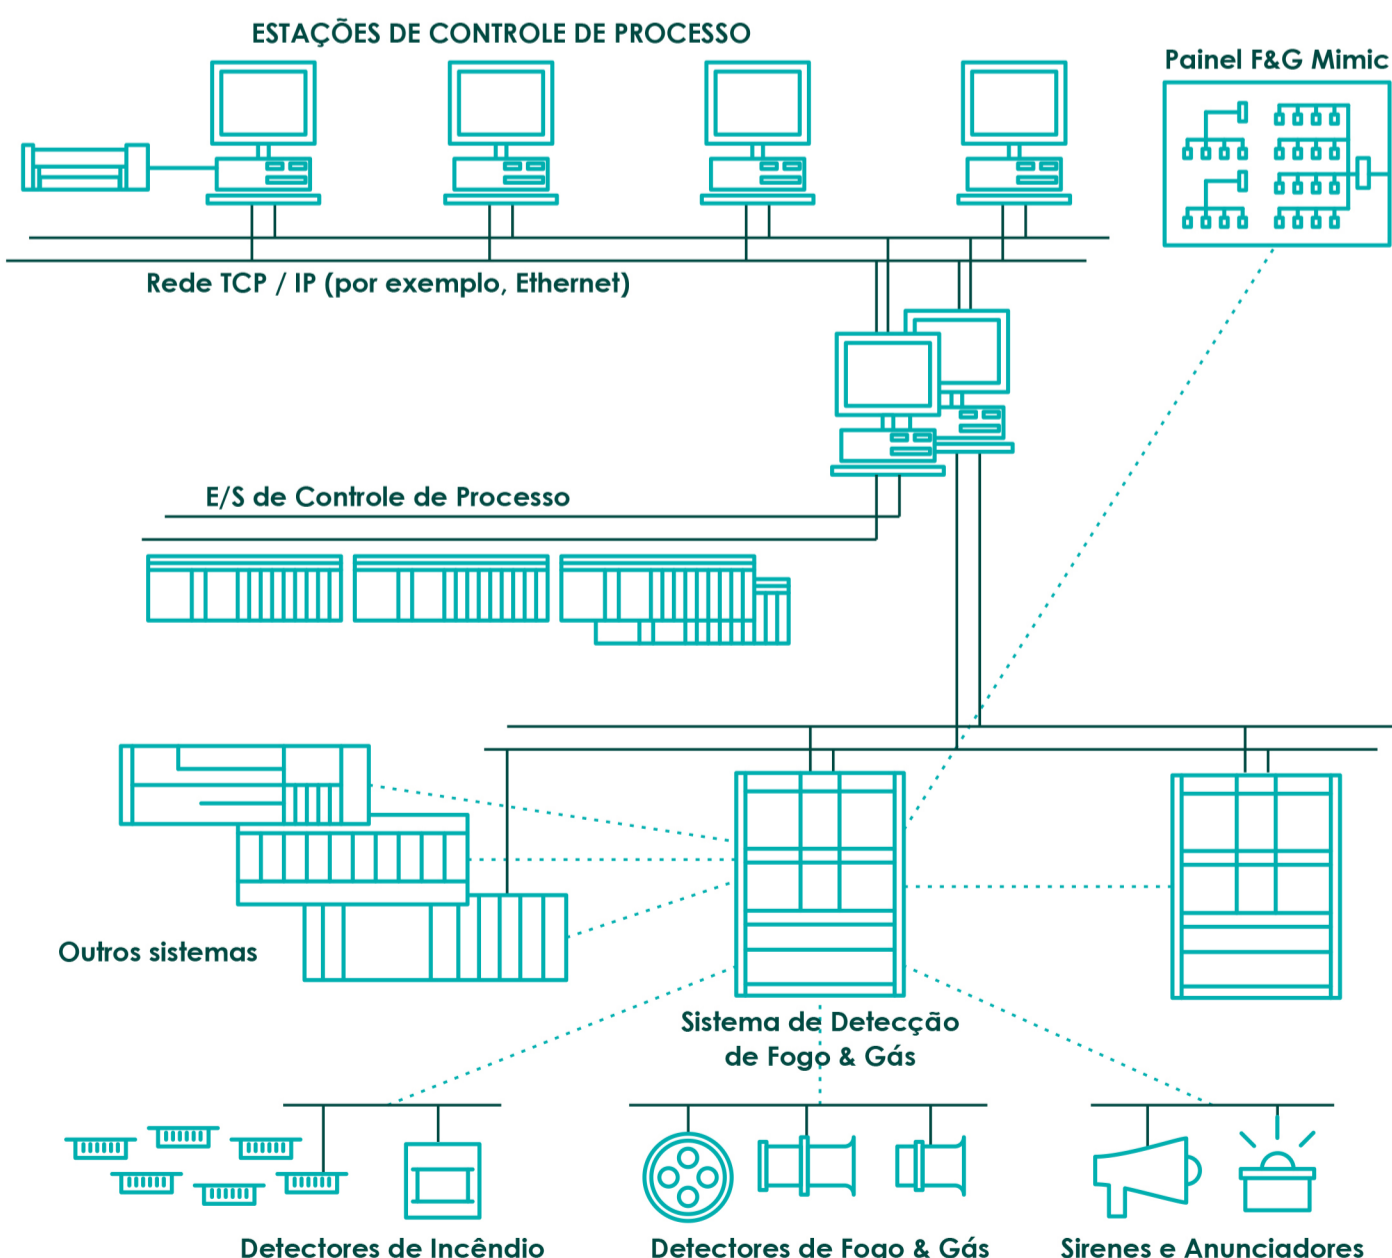 ESTAÇÕES DE CONTROLE DE PROCESSO
Painel F&G Mimic
Rede TCP / IP (por exemplo, Ethernet)
E/S de Controle de Processo
Outros sistemas
Sistema de Detecção
de Fogo & Gás
Detectores de Incêndio
Detectores de Fogo & Gás
Sirenes e Anunciadores